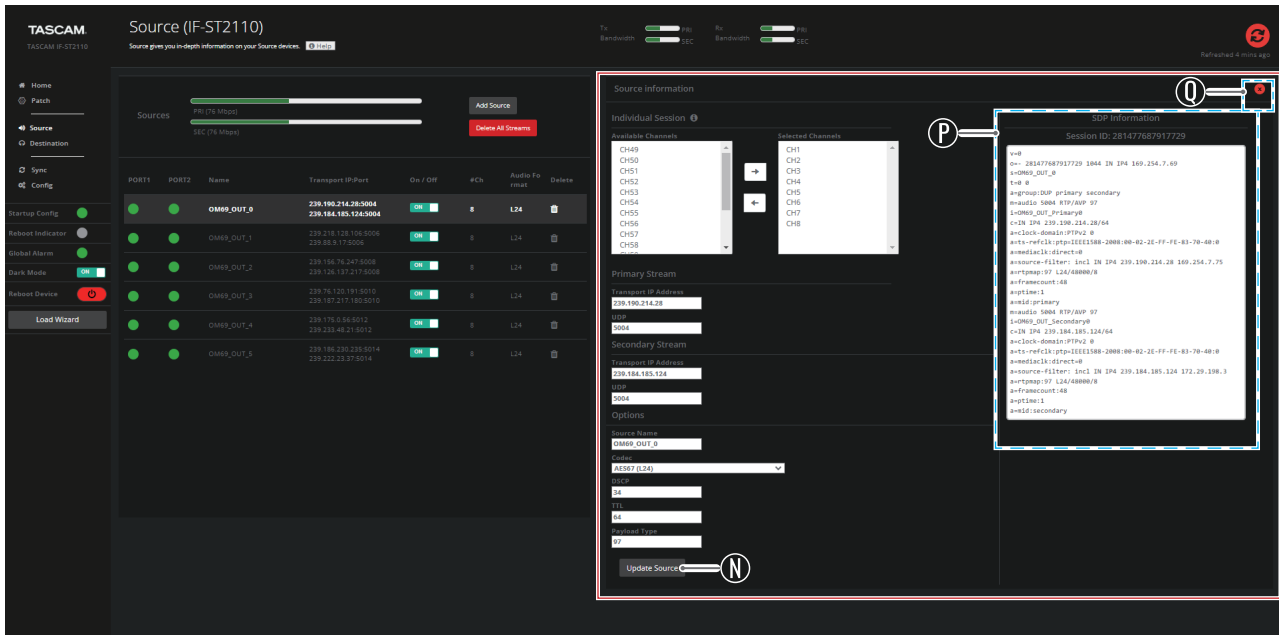 TASCAM.
TASCAM IF-ST2110
Source (IF-ST2110)
Source gives you in-depth information on your Source devices.
Help
Tx
Bandwidth
PRI
SEC
Rx
Bandwidth
PRI
SEC
Refreshed 4 mins ago
Home
Patch
Source
Destination
Sync
Config
Startup Config
Reboot Indicator
Global Alarm
Dark Mode ON
Reboot Device
Load Wizard
Sources
PRI (76 Mbps)
SEC (76 Mbps)
Add Source
Delete All Streams
PORT1 PORT2 Name Transport IP:Port On / Off #Ch Audio Fo
rmat
Delete
OM69_OUT_0 239.190.214.28:5004 ON 8 L24
239.184.185.124:5004
OM69_OUT_1 239.218.128.106:5006 ON 8 L24
239.88.9.17:5006
OM69_OUT_2 239.156.76.247:5008 ON 8 L24
239.126.137.217:5008
OM69_OUT_3 239.76.120.191:5010 ON 8 L24
239.187.217.180:5010
OM69_OUT_4 239.175.0.56:5012 ON 8 L24
239.233.48.21:5012
OM69_OUT_5 239.186.230.235:5014 ON 8 L24
239.222.23.37:5014
Source information
Individual Session
Available Channels
CH49
CH50
CH51
CH52
CH53
CH54
CH55
CH56
CH57
CH58
Selected Channels
CH1
CH2
CH3
CH4
CH5
CH6
CH7
CH8
Primary Stream
Transport IP Address
239.190.214.28
UDP
5004
Secondary Stream
Transport IP Address
239.184.185.124
UDP
5004
Options
Source Name
OM69_OUT_0
Codec
AES67 (L24)
DSCP
34
TTL
64
Payload Type
97
Update Source
N
P
Q
SDP Information
Session ID: 281477687917729
v=0
o=- 281477687917729 1044 IN IP4 169.254.7.69
s=OM69_OUT_0
t=0 0
a=group:DUP primary secondary
m=audio 5004 RTP/AVP 97
i=OM69_OUT_Primary0
c=IN IP4 239.190.214.28/64
a=clock-domain:PTPv2 0
a=ts-refclk:ptp=IEEE1588-2008:00-02-2E-FF-FE-83-70-40:0
a=mediaclk:direct=0
a=source-filter: incl IN IP4 239.190.214.28 169.254.7.75
a=rtpmap:97 L24/48000/8
a=framecount:48
a=ptime:1
a=mid:primary
m=audio 5004 RTP/AVP 97
i=OM69_OUT_Secondary0
c=IN IP4 239.184.185.124/64
a=clock-domain:PTPv2 0
a=ts-refclk:ptp=IEEE1588-2008:00-02-2E-FF-FE-83-70-40:0
a=mediaclk:direct=0
a=source-filter: incl IN IP4 239.184.185.124 172.29.198.3
a=rtpmap:97 L24/48000/8
a=framecount:48
a=ptime:1
a=mid:secondary